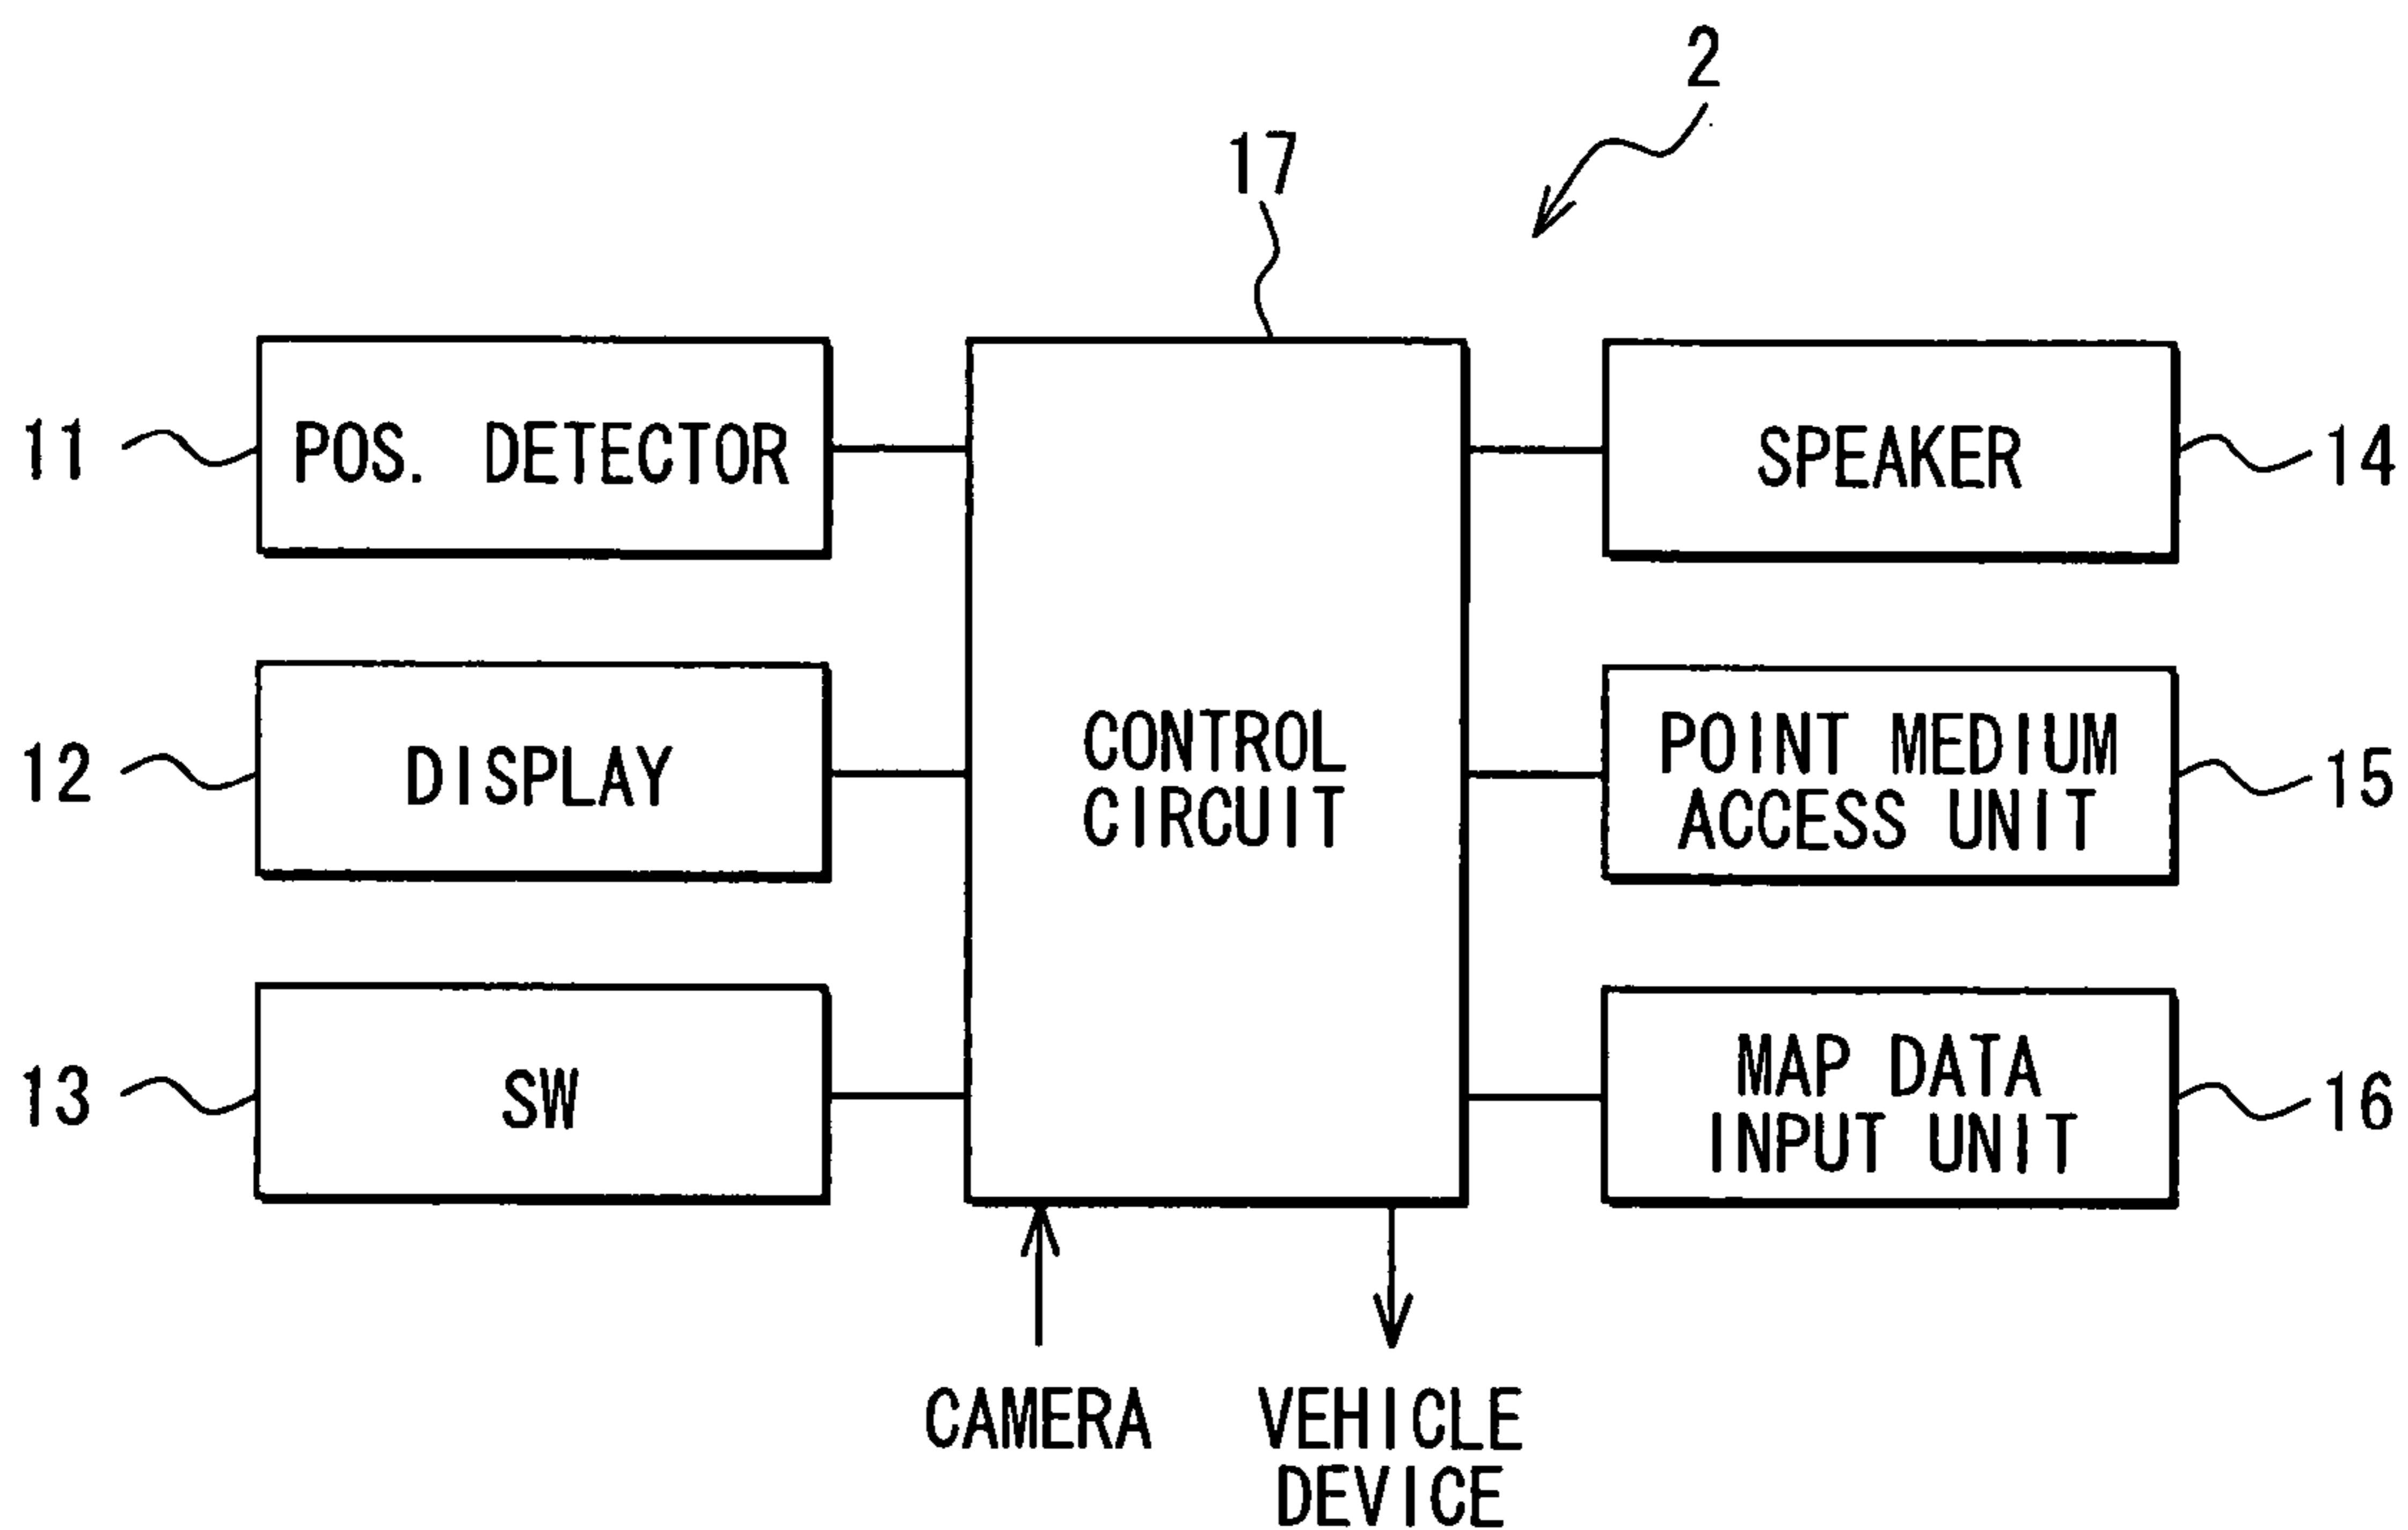 2
17
11
POS. DETECTOR
SPEAKER
14
12
DISPLAY
CONTROL
CIRCUIT
POINT MEDIUM
ACCESS UNIT
15
13
SW
MAP DATA
INPUT UNIT
16
CAMERA
VEHICLE
DEVICE